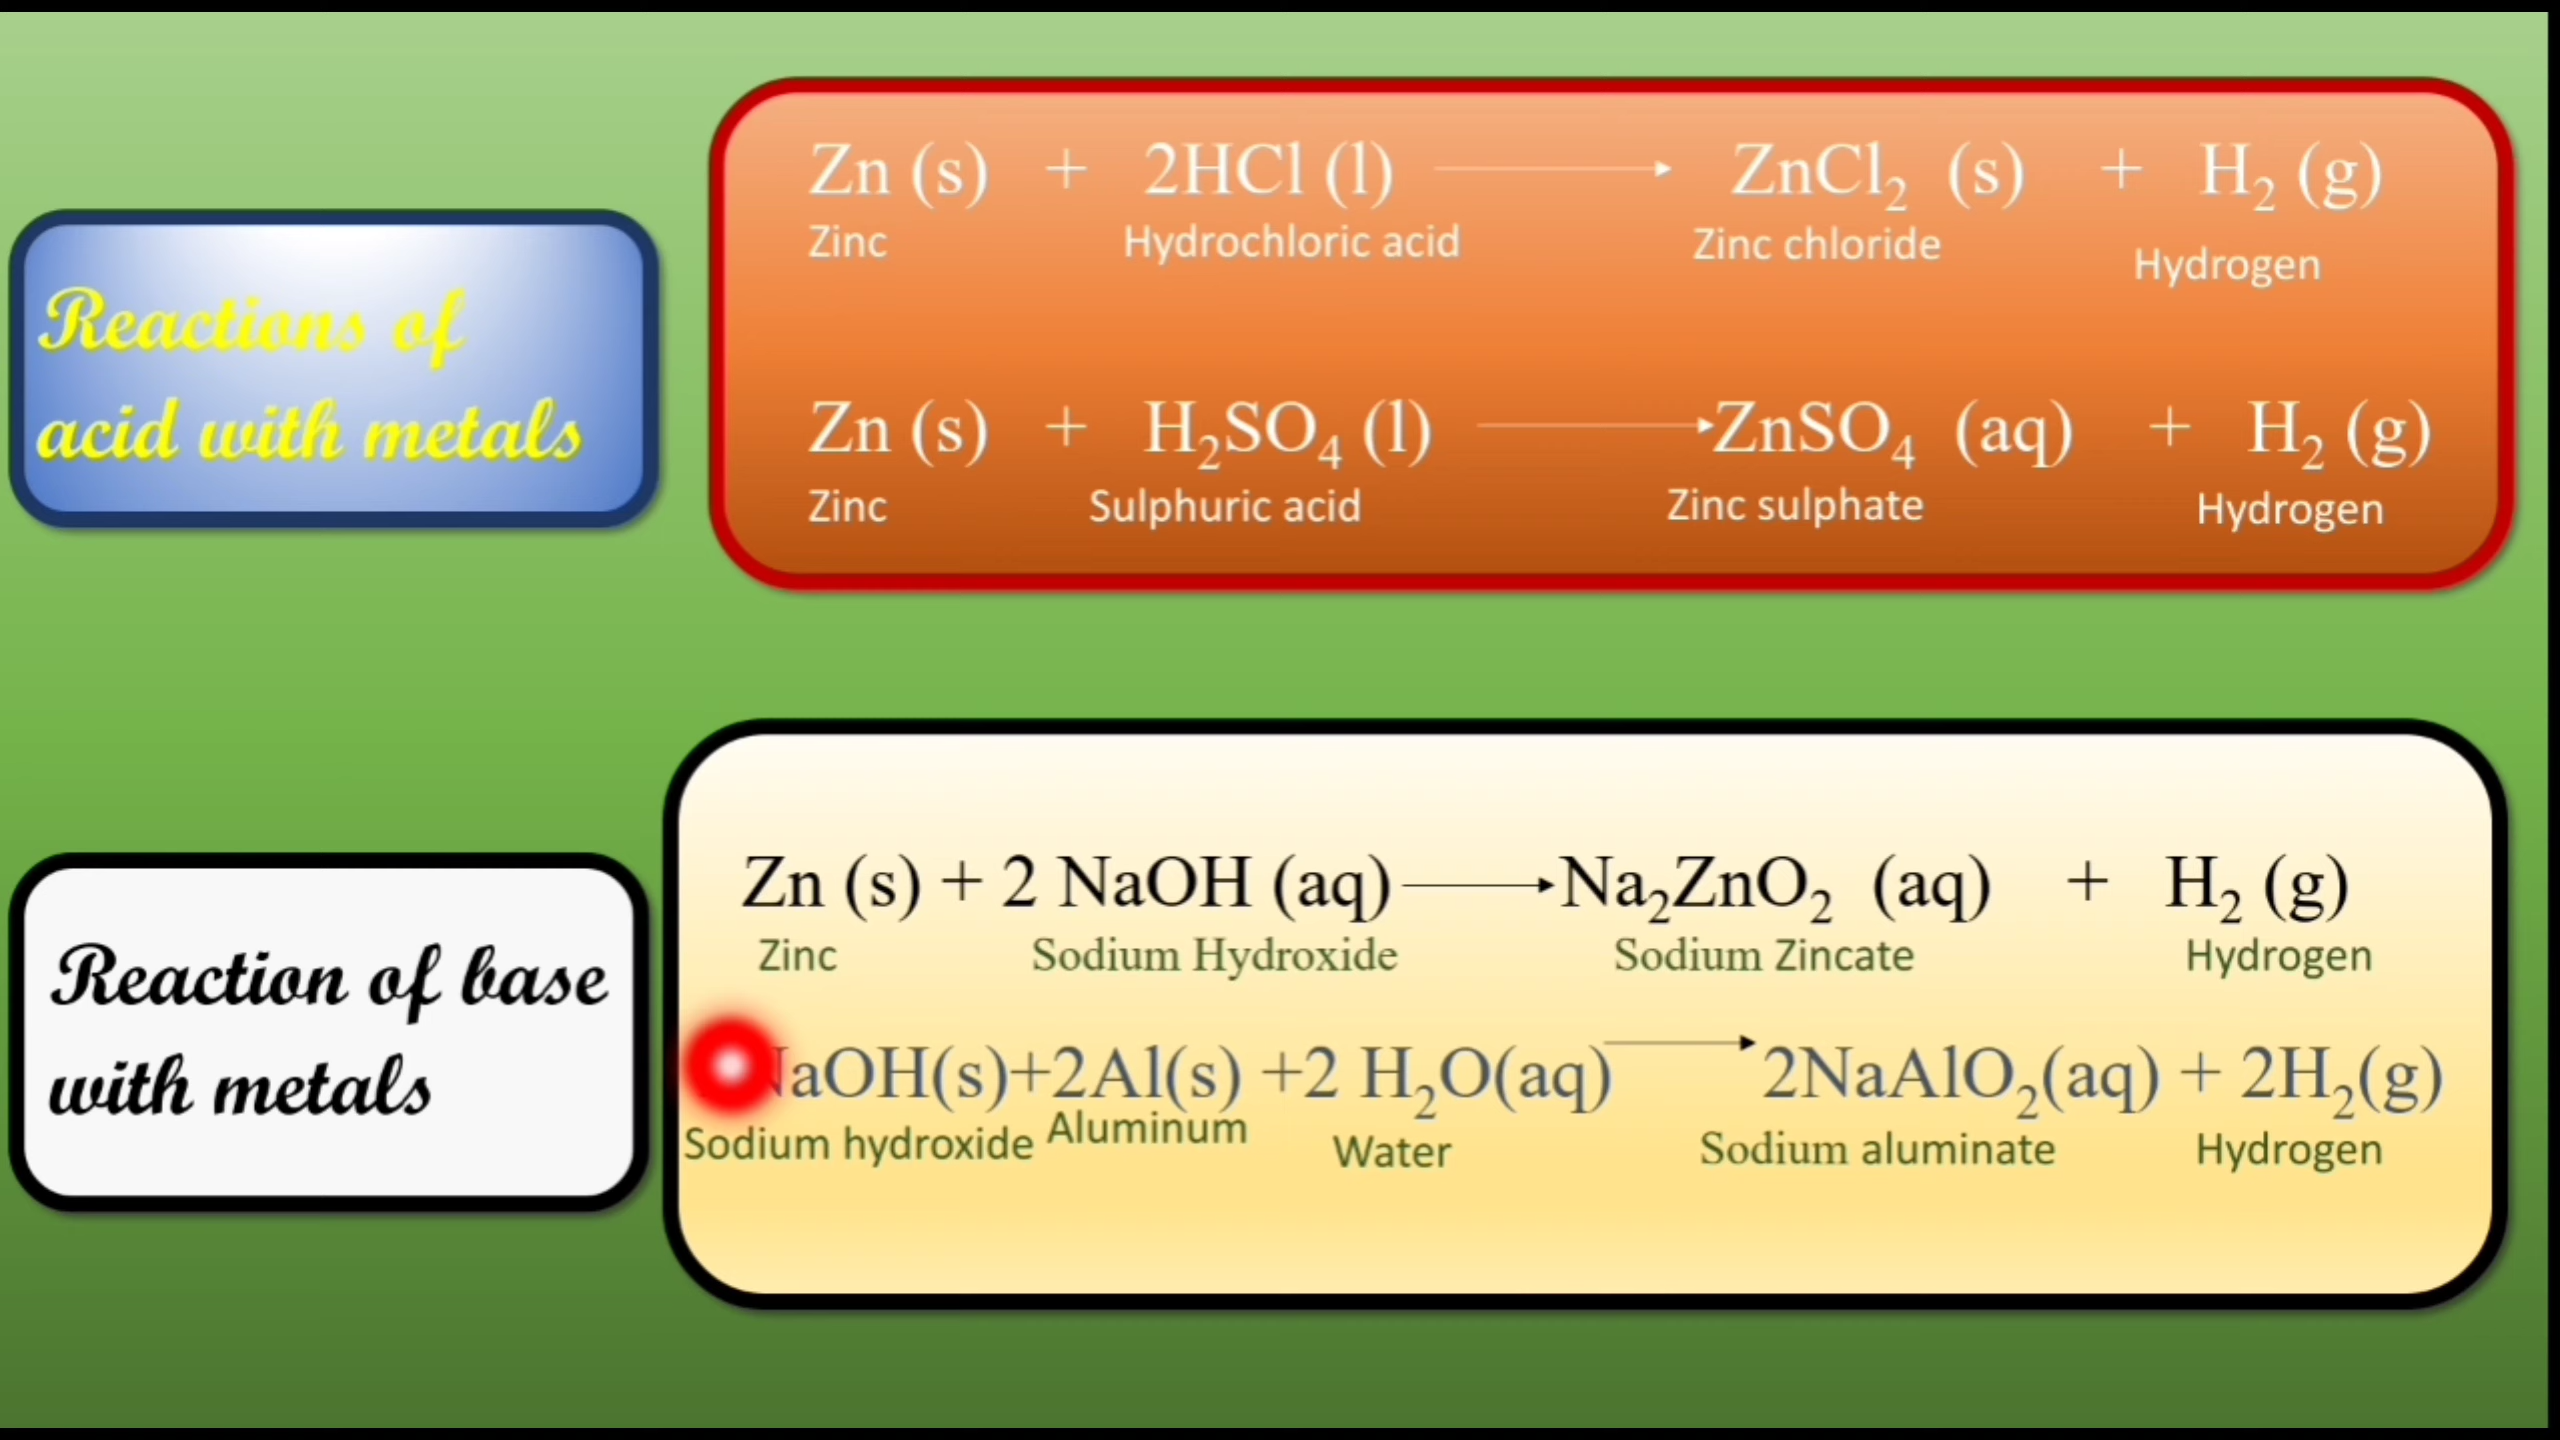 Reactions of
acid with metals
Zn (s) + 2HCl (l) → ZnCl₂ (s) + H₂ (g)
Zinc Hydrochloric acid Zinc chloride Hydrogen
Zn (s) + H₂SO₄ (l) → ZnSO₄ (aq) + H₂ (g)
Zinc Sulphuric acid Zinc sulphate Hydrogen
Reaction of base
with metals
Zn (s) + 2 NaOH (aq) → Na₂ZnO₂ (aq) + H₂ (g)
Zinc Sodium Hydroxide Sodium Zincate Hydrogen
NaOH(s)+2Al(s) +2 H₂O(aq) → 2NaAlO₂(aq) + 2H₂(g)
Sodium hydroxide Aluminum Water Sodium aluminate Hydrogen